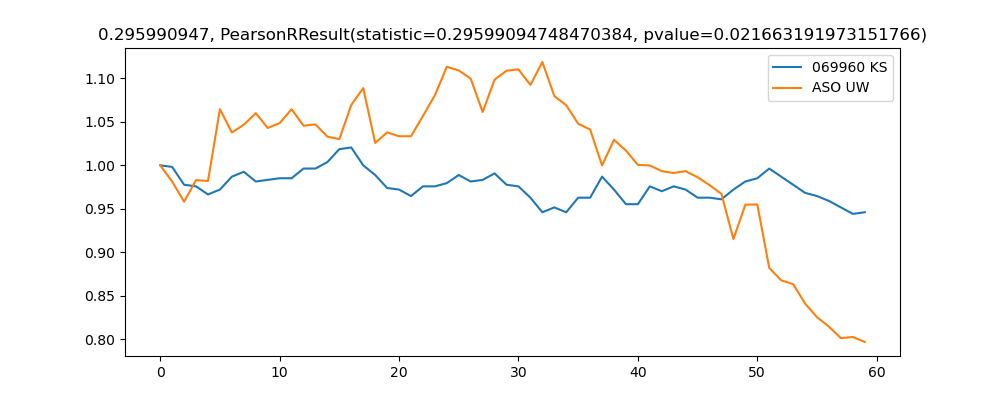 0.295990947, PearsonRResult(statistic=0.29599094748470384, pvalue=0.021663191973151766)
069960 KS
ASO UW
1.10
1.05
1.00
0.95
0.90
0.85
0.80
0 10 20 30 40 50 60